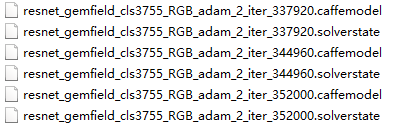 resnet_gemfield_cls3755_RGB_adam_2_iter_337920.caffemodel
resnet_gemfield_cls3755_RGB_adam_2_iter_337920.solverstate
resnet_gemfield_cls3755_RGB_adam_2_iter_344960.caffemodel
resnet_gemfield_cls3755_RGB_adam_2_iter_344960.solverstate
resnet_gemfield_cls3755_RGB_adam_2_iter_352000.caffemodel
resnet_gemfield_cls3755_RGB_adam_2_iter_352000.solverstate